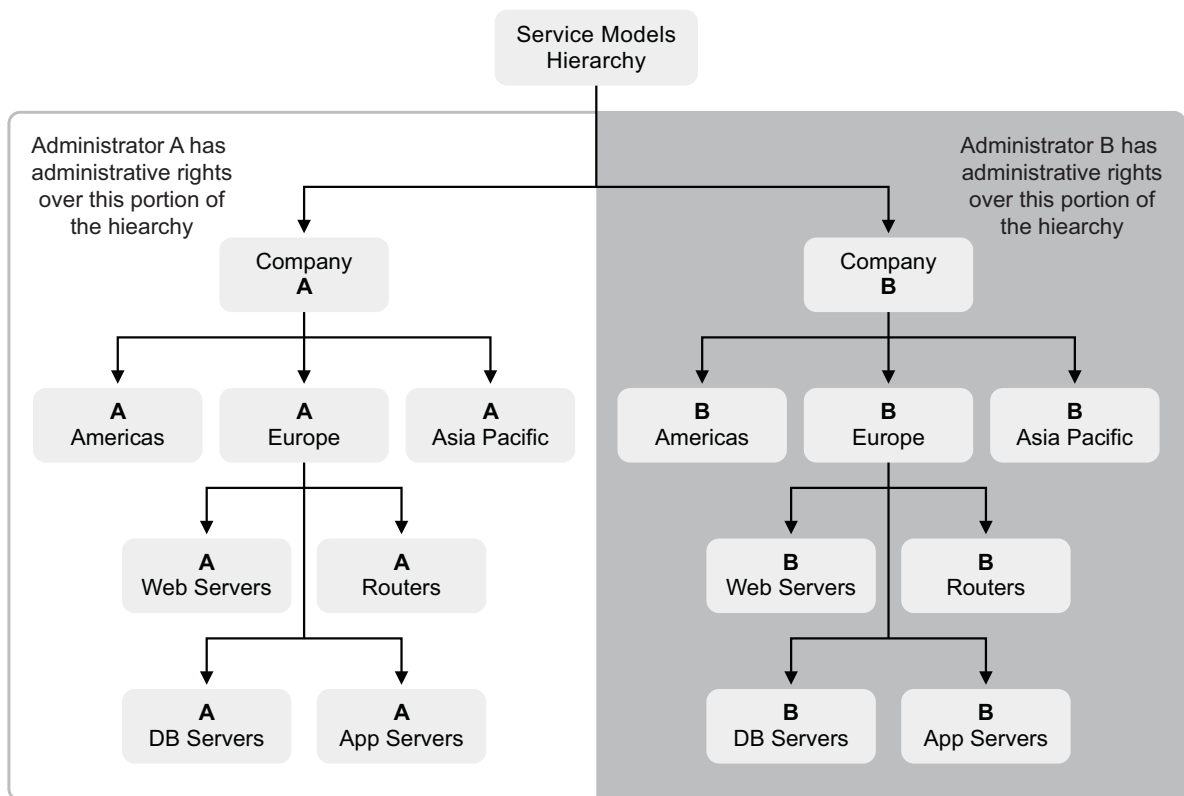 Service Models
Hierarchy
Administrator A has
administrative rights
over this portion of
the hiearchy
Administrator B has
administrative rights
over this portion of
the hiearchy
Company
A
Company
B
A
Americas
A
Europe
A
Asia Pacific
B
Americas
B
Europe
B
Asia Pacific
A
Web Servers
A
Routers
B
Web Servers
B
Routers
A
DB Servers
A
App Servers
B
DB Servers
B
App Servers